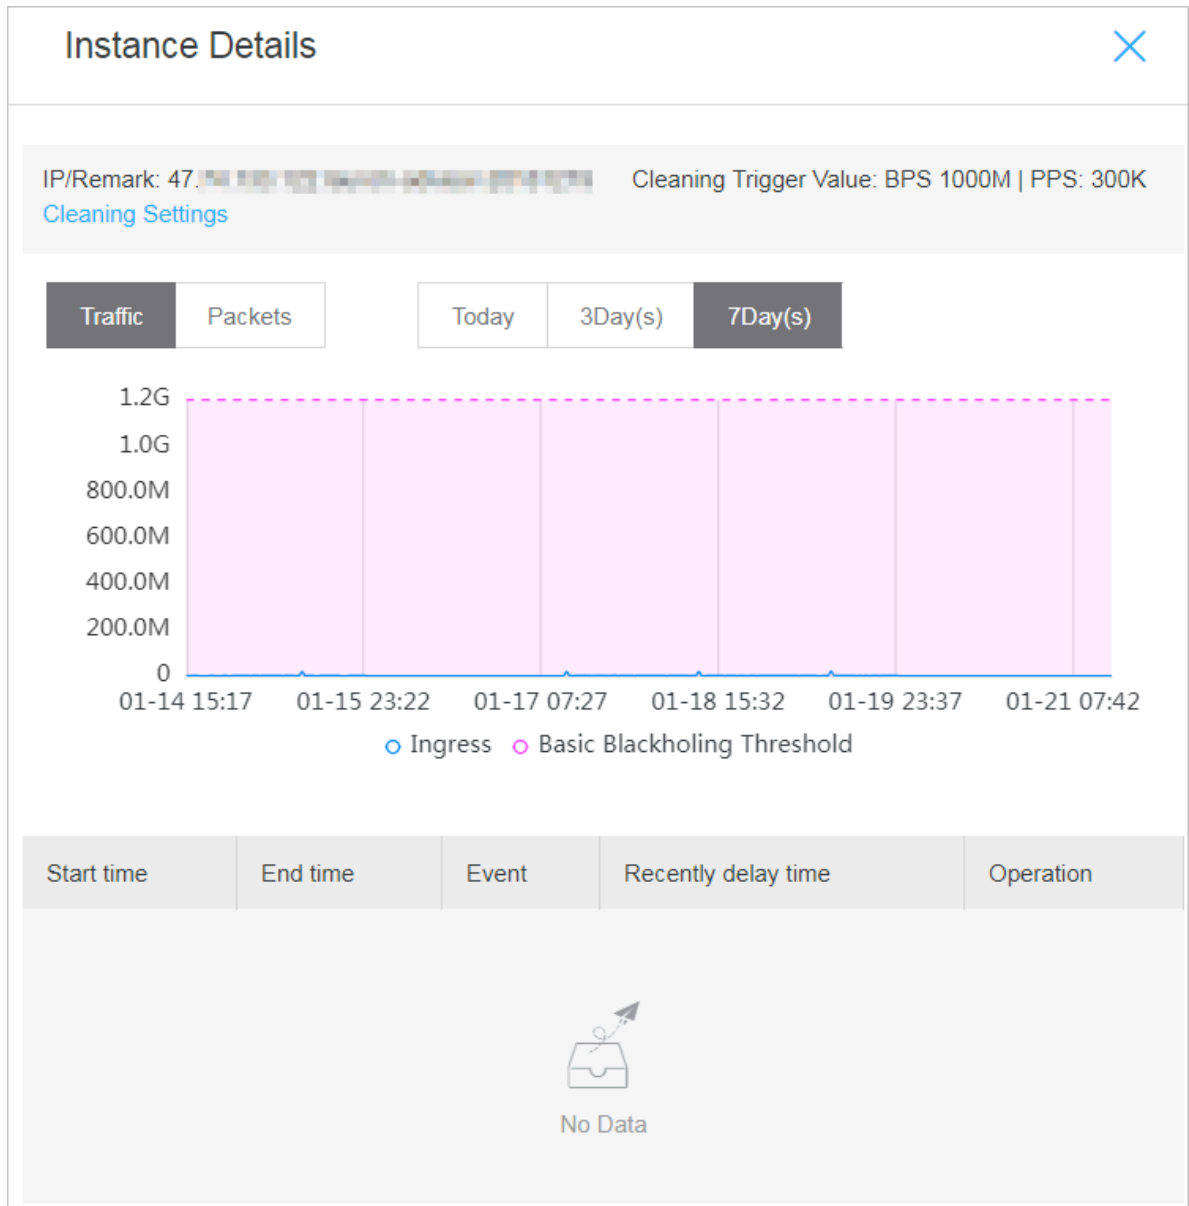 Instance Details
IP/Remark: 47. Cleaning Trigger Value: BPS 1000M | PPS: 300K
Cleaning Settings
Traffic Packets Today 3Day(s) 7Day(s)
1.2G
1.0G
800.0M
600.0M
400.0M
200.0M
0
01-14 15:17 01-15 23:22 01-17 07:27 01-18 15:32 01-19 23:37 01-21 07:42
Ingress Basic Blackholing Threshold
Start time End time Event Recently delay time Operation
No Data